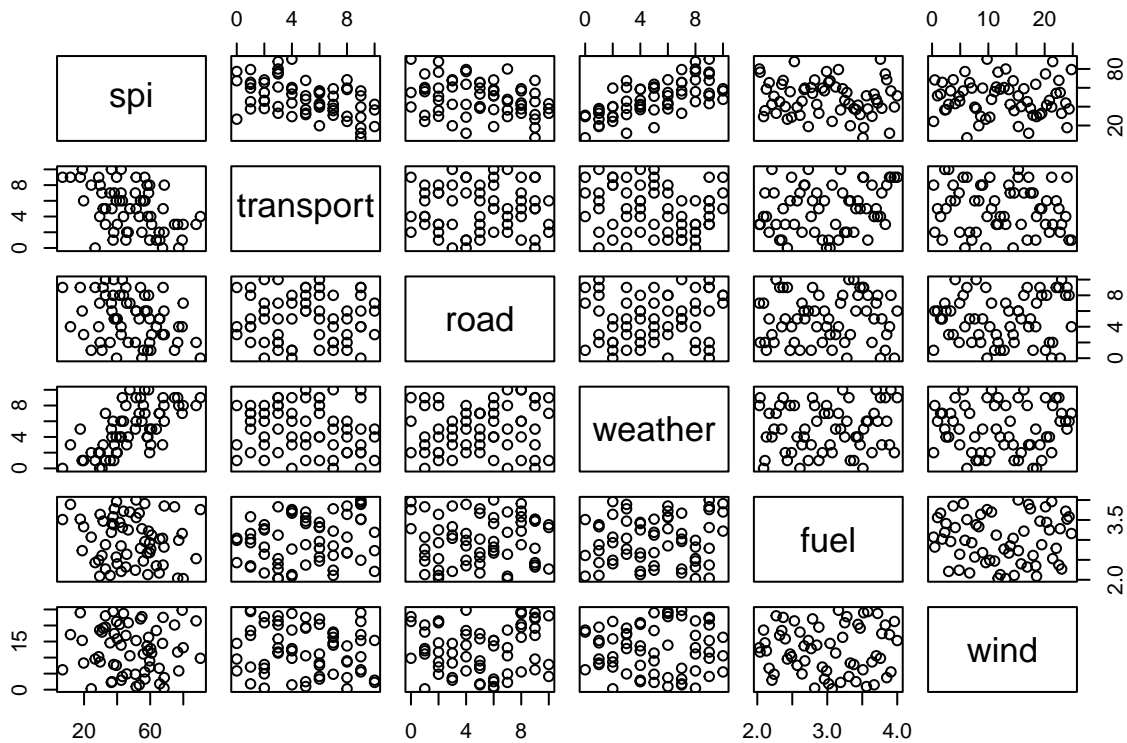 0 4 8 0 4 8 0 10 20
spi 20 40 80
0 4 8 transport
road 0 4 8
0 4 8 weather
fuel 2.0 3.5
0 15 wind
20 60 0 4 8 2.0 3.0 4.0